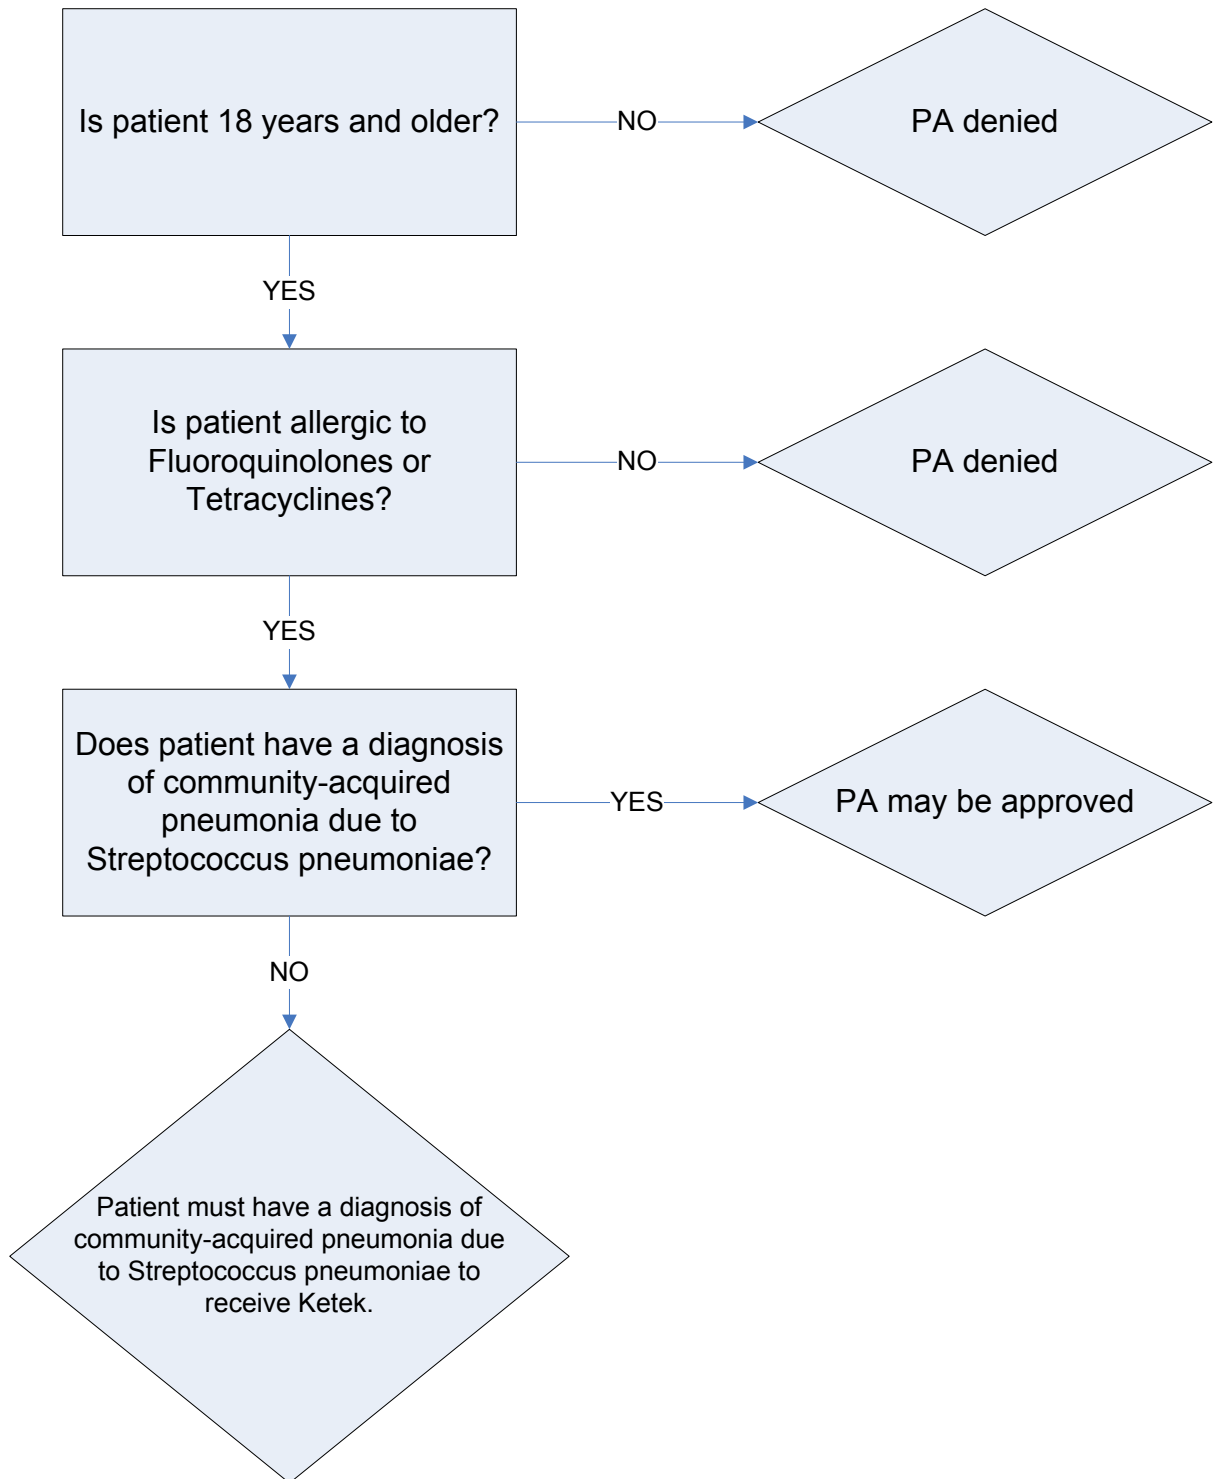 Is patient 18 years and older?
NO
PA denied
YES
Is patient allergic to
Fluoroquinolones or
Tetracyclines?
NO
PA denied
YES
Does patient have a diagnosis
of community-acquired
pneumonia due to
Streptococcus pneumoniae?
YES
PA may be approved
NO
Patient must have a diagnosis of
community-acquired pneumonia due
to Streptococcus pneumoniae to
receive Ketek.